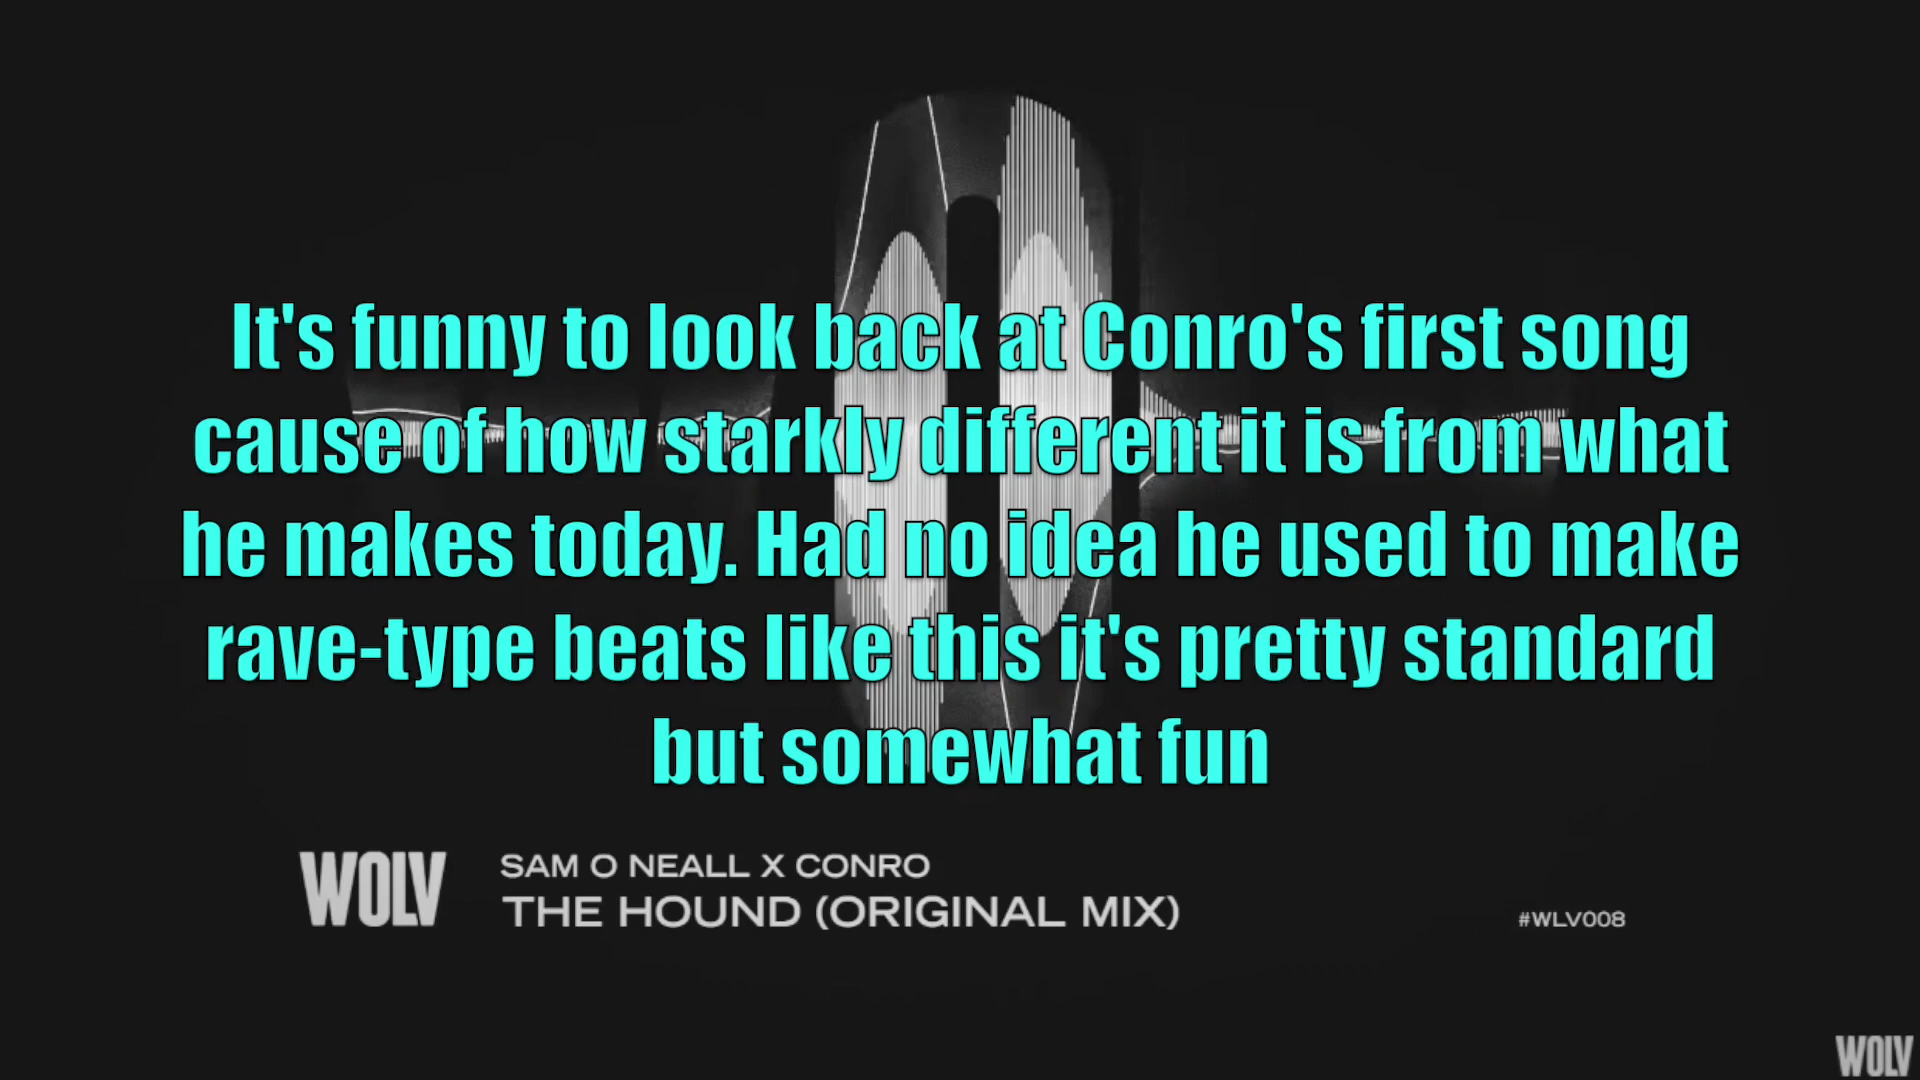 It's funny to look back at Conro's first song
cause of how starkly different it is from what
he makes today. Had no idea he used to make
rave-type beats like this it's pretty standard
but somewhat fun
WOLV
SAM O NEALL X CONRO
THE HOUND (ORIGINAL MIX)
#WLV008
WOLV